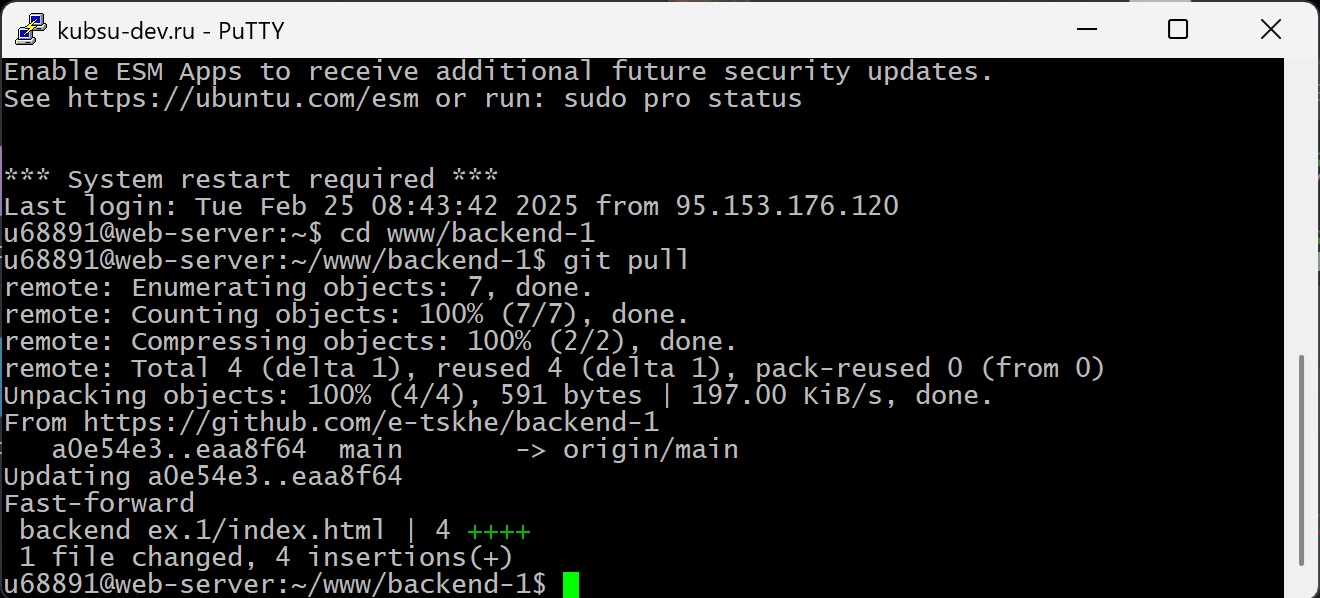 kubsu-dev.ru - PuTTY
Enable ESM Apps to receive additional future security updates.
See https://ubuntu.com/esm or run: sudo pro status
*** System restart required ***
Last login: Tue Feb 25 08:43:42 2025 from 95.153.176.120
u68891@web-server:~$ cd www/backend-1
u68891@web-server:~/www/backend-1$ git pull
remote: Enumerating objects: 7, done.
remote: Counting objects: 100% (7/7), done.
remote: Compressing objects: 100% (2/2), done.
remote: Total 4 (delta 1), reused 4 (delta 1), pack-reused 0 (from 0)
Unpacking objects: 100% (4/4), 591 bytes | 197.00 KiB/s, done.
From https://github.com/e-tskhe/backend-1
   a0e54e3..eaa8f64  main       -> origin/main
Updating a0e54e3..eaa8f64
Fast-forward
 backend ex.1/index.html | 4 ++++
 1 file changed, 4 insertions(+)
u68891@web-server:~/www/backend-1$